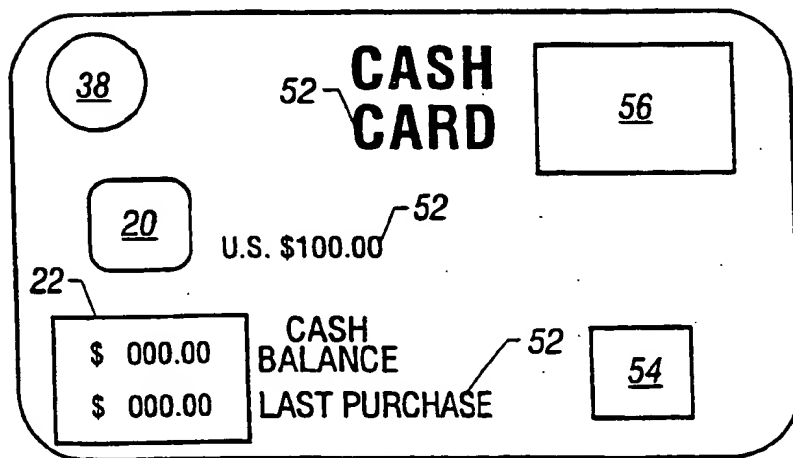 CASH
CARD
38
52
56
20
U.S. $100.00
52
22
$ 000.00
CASH
BALANCE
$ 000.00
LAST PURCHASE
52
54